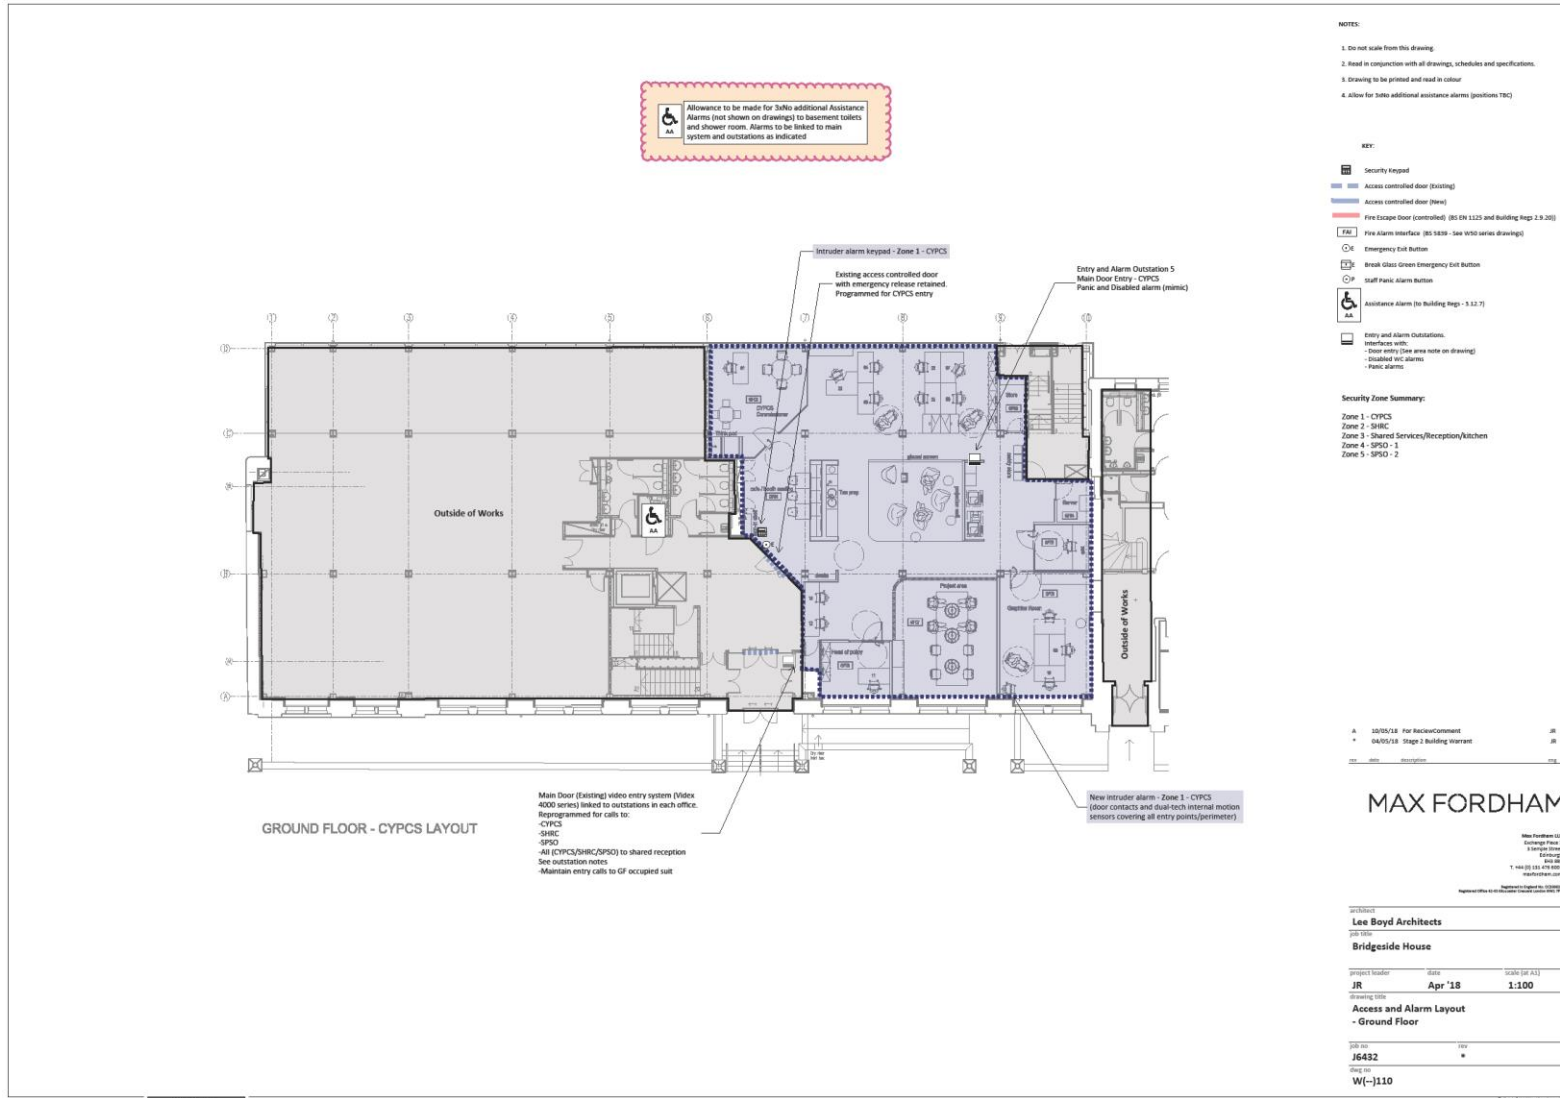 NOTES:
1. Do not scale from this drawing.
2. Read in conjunction with all drawings, schedules and specifications.
3. Drawing to be printed and read in colour
4. Allow for 3xNo additional assistance alarms (positions TBC)
AA
Allowance to be made for 3xNo additional Assistance
Alarms (not shown on drawings) to basement toilets
and shower room. Alarms to be linked to main
system and outstations as indicated
KEY:
Security Keypad
Access controlled door (Existing)
Access controlled door (New)
Fire Escape Door (controlled) (BS EN 1125 and Building Regs 2.9.20))
FAI
Fire Alarm Interface (BS 5839 - See W50 series drawings)
E
Emergency Exit Button
E
Break Glass Green Emergency Exit Button
P
Staff Panic Alarm Button
AA
Assistance Alarm (to Building Regs - 3.12.7)
Entry and Alarm Outstations.
Interfaces with:
- Door entry (See area note on drawing)
- Disabled WC alarms
- Panic alarms
Security Zone Summary:
Zone 1 - CYPCS
Zone 2 - SHRC
Zone 3 - Shared Services/Reception/kitchen
Zone 4 - SPSO - 1
Zone 5 - SPSO - 2
Intruder alarm keypad - Zone 1 - CYPCS
Existing access controlled door
with emergency release retained.
Programmed for CYPCS entry
Entry and Alarm Outstation 5
Main Door Entry - CYPCS
Panic and Disabled alarm (mimic)
CYPCS
Commissioner
Store
glazed screen
Tea prep
Server
Outside of Works
AA
E
Project area
Head of policy
Outside of Works
Main Door (Existing) video entry system (Videx
4000 series) linked to outstations in each office.
Reprogrammed for calls to:
-CYPCS
-SHRC
-SPSO
-All (CYPCS/SHRC/SPSO) to shared reception
See outstation notes
-Maintain entry calls to GF occupied suit
New intruder alarm - Zone 1 - CYPCS
(door contacts and dual-tech internal motion
sensors covering all entry points/perimeter)
GROUND FLOOR - CYPCS LAYOUT
A 10/05/18 For ReciewComment JR
* 04/05/18 Stage 2 Building Warrant JR
rev date description eng
MAX FORDHAM
architect
Lee Boyd Architects
job title
Bridgeside House
project leader date scale (at A1)
JR Apr '18 1:100
drawing title
Access and Alarm Layout
- Ground Floor
job no rev
J6432 *
dwg no
W(--)110